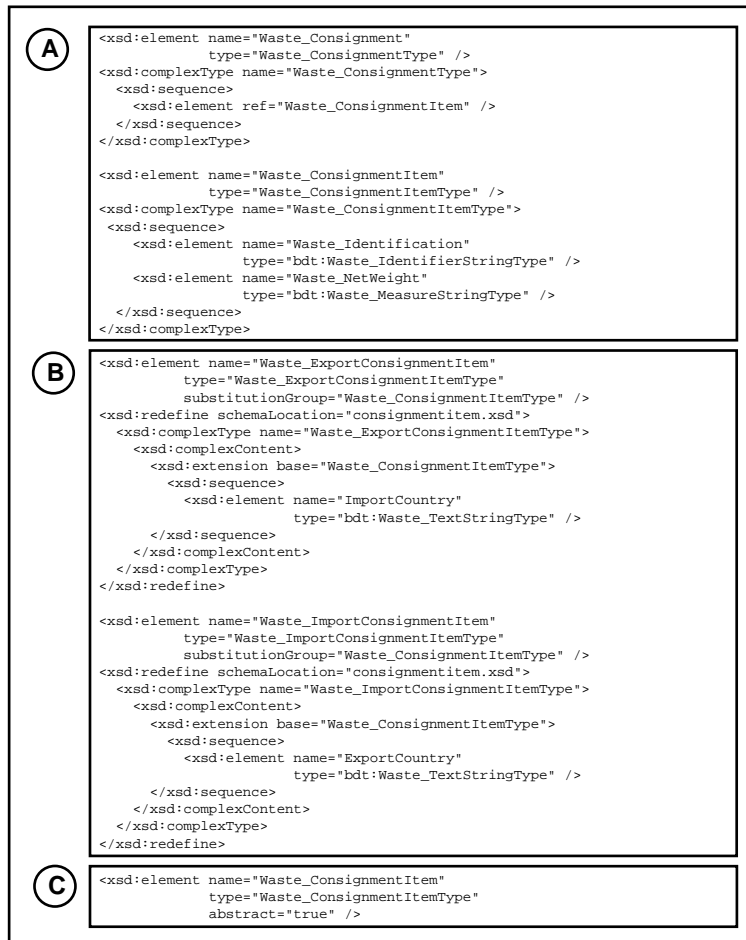 A
<xsd:element name="Waste_Consignment"
type="Waste_ConsignmentType" />
<xsd:complexType name="Waste_ConsignmentType">
<xsd:sequence>
<xsd:element ref="Waste_ConsignmentItem" />
</xsd:sequence>
</xsd:complexType>
<xsd:element name="Waste_ConsignmentItem"
type="Waste_ConsignmentItemType" />
<xsd:complexType name="Waste_ConsignmentItemType">
<xsd:sequence>
<xsd:element name="Waste_Identification"
type="bdt:Waste_IdentifierStringType" />
<xsd:element name="Waste_NetWeight"
type="bdt:Waste_MeasureStringType" />
</xsd:sequence>
</xsd:complexType>
B
<xsd:element name="Waste_ExportConsignmentItem"
type="Waste_ExportConsignmentItemType"
substitutionGroup="Waste_ConsignmentItemType" />
<xsd:redefine schemaLocation="consignmentitem.xsd">
<xsd:complexType name="Waste_ExportConsignmentItemType">
<xsd:complexContent>
<xsd:extension base="Waste_ConsignmentItemType">
<xsd:sequence>
<xsd:element name="ImportCountry"
type="bdt:Waste_TextStringType" />
</xsd:sequence>
</xsd:complexContent>
</xsd:complexType>
</xsd:redefine>
<xsd:element name="Waste_ImportConsignmentItem"
type="Waste_ImportConsignmentItemType"
substitutionGroup="Waste_ConsignmentItemType" />
<xsd:redefine schemaLocation="consignmentitem.xsd">
<xsd:complexType name="Waste_ImportConsignmentItemType">
<xsd:complexContent>
<xsd:extension base="Waste_ConsignmentItemType">
<xsd:sequence>
<xsd:element name="ExportCountry"
type="bdt:Waste_TextStringType" />
</xsd:sequence>
</xsd:complexContent>
</xsd:complexType>
</xsd:redefine>
C
<xsd:element name="Waste_ConsignmentItem"
type="Waste_ConsignmentItemType"
abstract="true" />